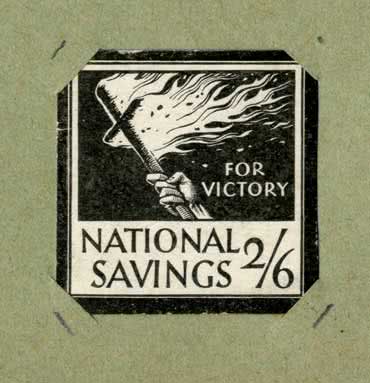 FOR
VICTORY
NATIONAL
SAVINGS 2/6